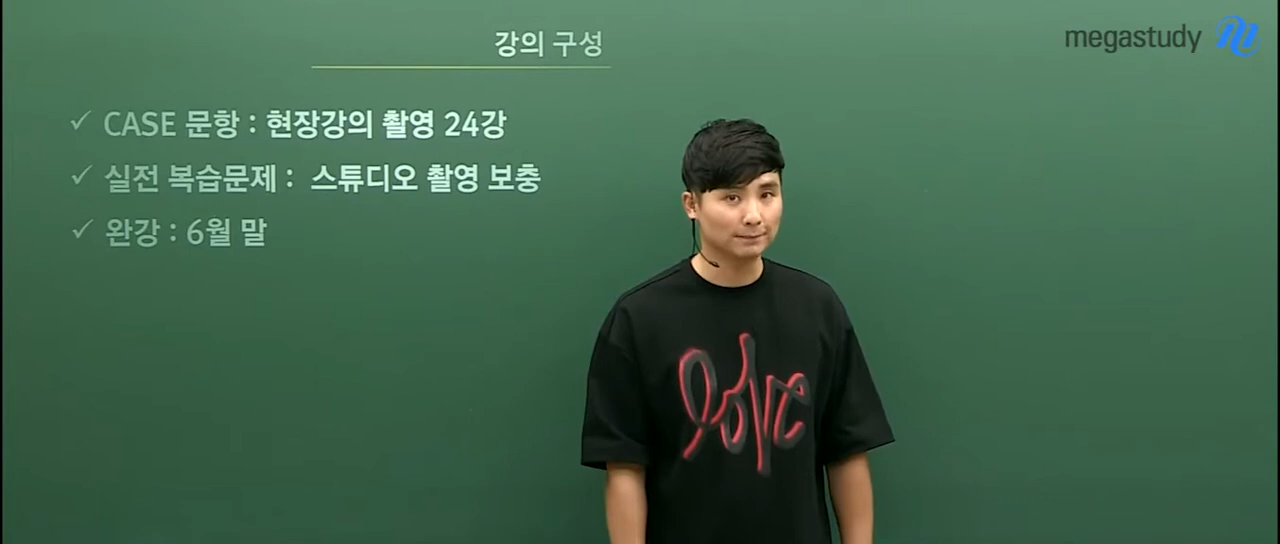 강의 구성
megastudy
✓ CASE 문항 : 현장강의 촬영 24강
✓ 실전 복습문제 : 스튜디오 촬영 보충
✓ 완강 : 6월 말
love